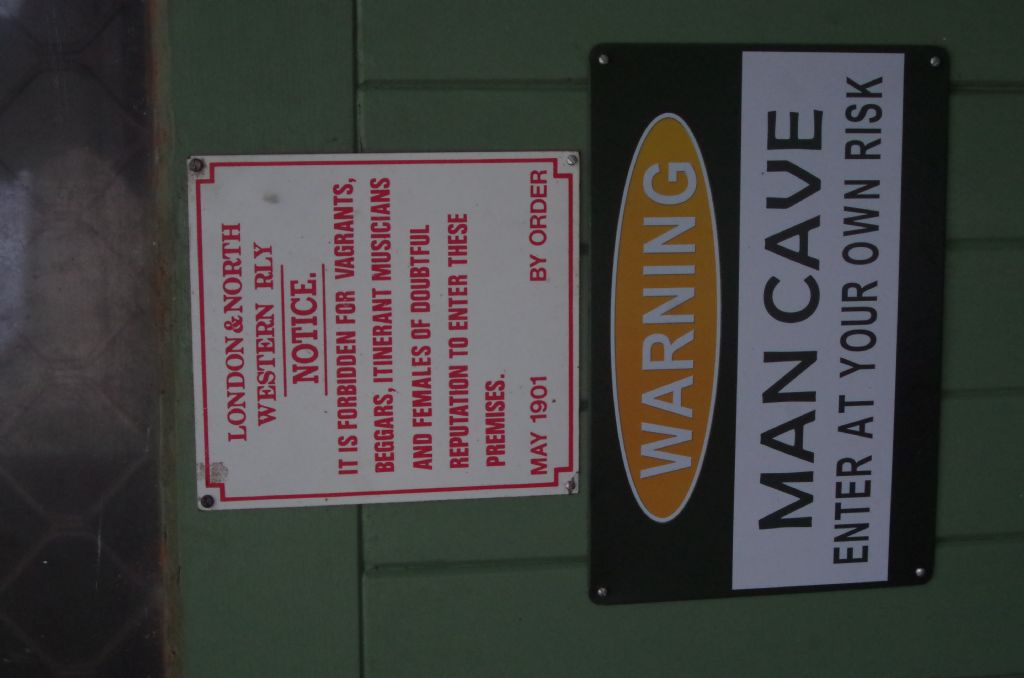 LONDON & NORTH
WESTERN RLY
NOTICE.
IT IS FORBIDDEN FOR VAGRANTS,
BEGGARS, ITINERANT MUSICIANS
AND FEMALES OF DOUBTFUL
REPUTATION TO ENTER THESE
PREMISES.
MAY 1901 BY ORDER
WARNING
MAN CAVE
ENTER AT YOUR OWN RISK